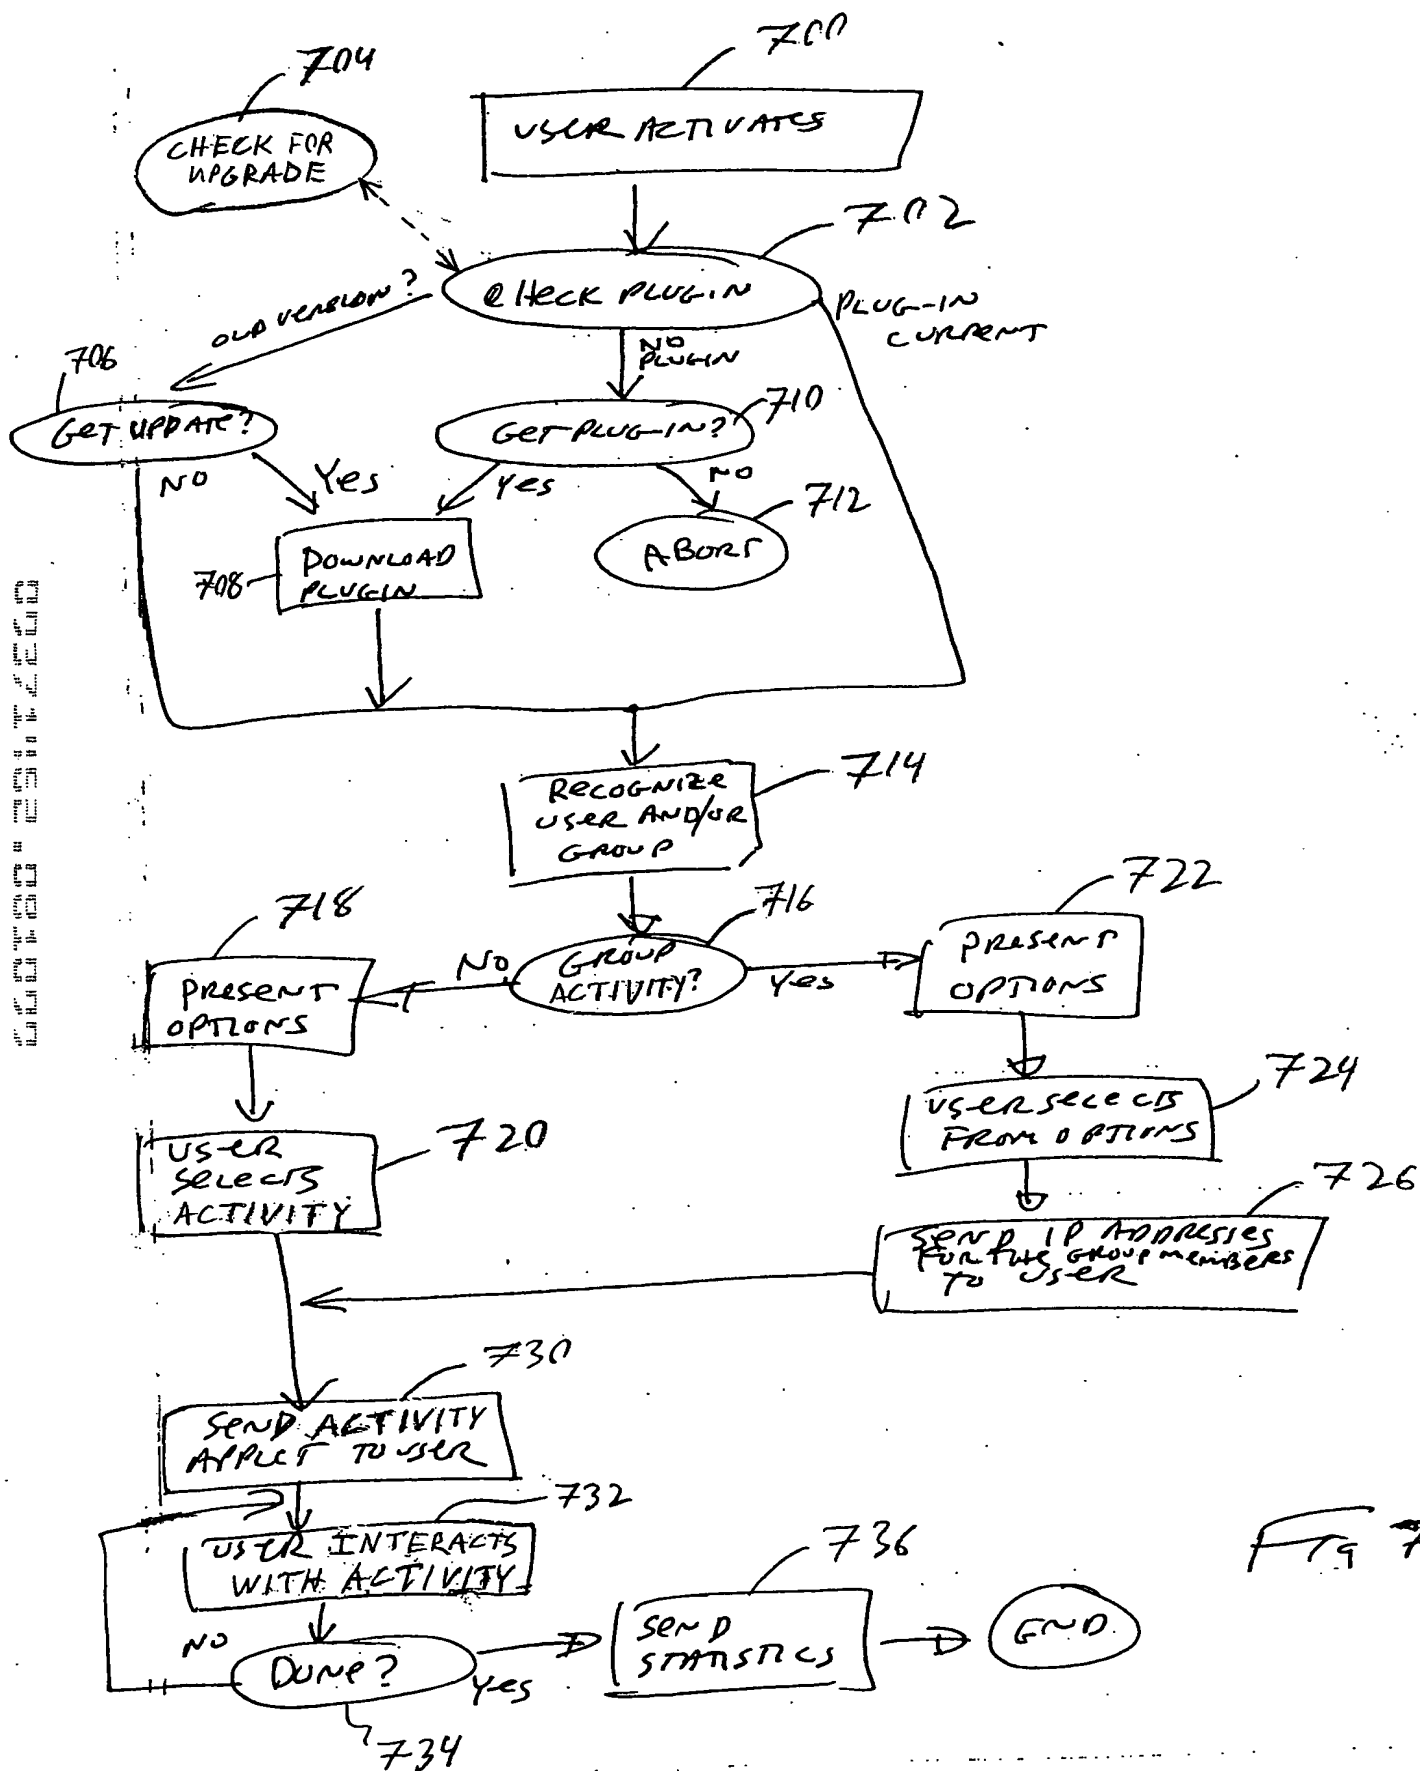 700
704
USER ACTIVATES
CHECK FOR
UPGRADE
702
CHECK PLUGIN
PLUG-IN
CURRENT
OLD VERSION?
NO
PLUGIN
706
710
GET UPDATE?
GET PLUG-IN?
NO
Yes
Yes
NO
712
ABORT
DOWNLOAD
PLUGIN
708
714
RECOGNIZE
USER AND/OR
GROUP
716
718
722
GROUP
ACTIVITY?
NO
Yes
PRESENT
OPTIONS
PRESENT
OPTIONS
724
USER SELECTS
FROM OPTIONS
USER
SELECTS
ACTIVITY
720
726
SEND IP ADDRESSES
FOR THE GROUP MEMBERS
TO USER
730
SEND ACTIVITY
APPLET TO USER
732
USER INTERACTS
WITH ACTIVITY
736
Fig 7
NO
DONE?
Yes
SEND
STATISTICS
END
734